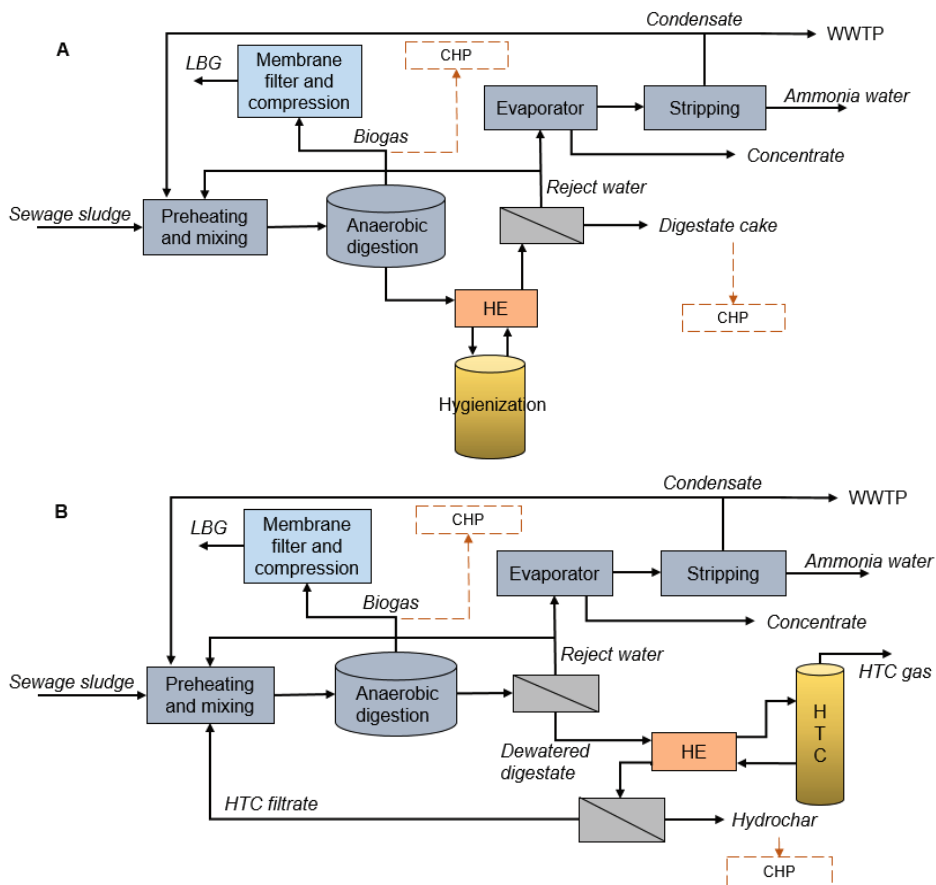 Condensate
WWTP
A
CHP
LBG
Membrane
filter and
compression
Evaporator
Stripping
Ammonia water
Biogas
Concentrate
Reject water
Sewage sludge
Preheating
and mixing
Anaerobic
digestion
Digestate cake
HE
CHP
Hygienization
Condensate
WWTP
B
CHP
LBG
Membrane
filter and
compression
Evaporator
Stripping
Ammonia water
Biogas
Concentrate
Reject water
HTC gas
Sewage sludge
Preheating
and mixing
Anaerobic
digestion
H
T
C
Dewatered
digestate
HE
HTC filtrate
Hydrochar
CHP